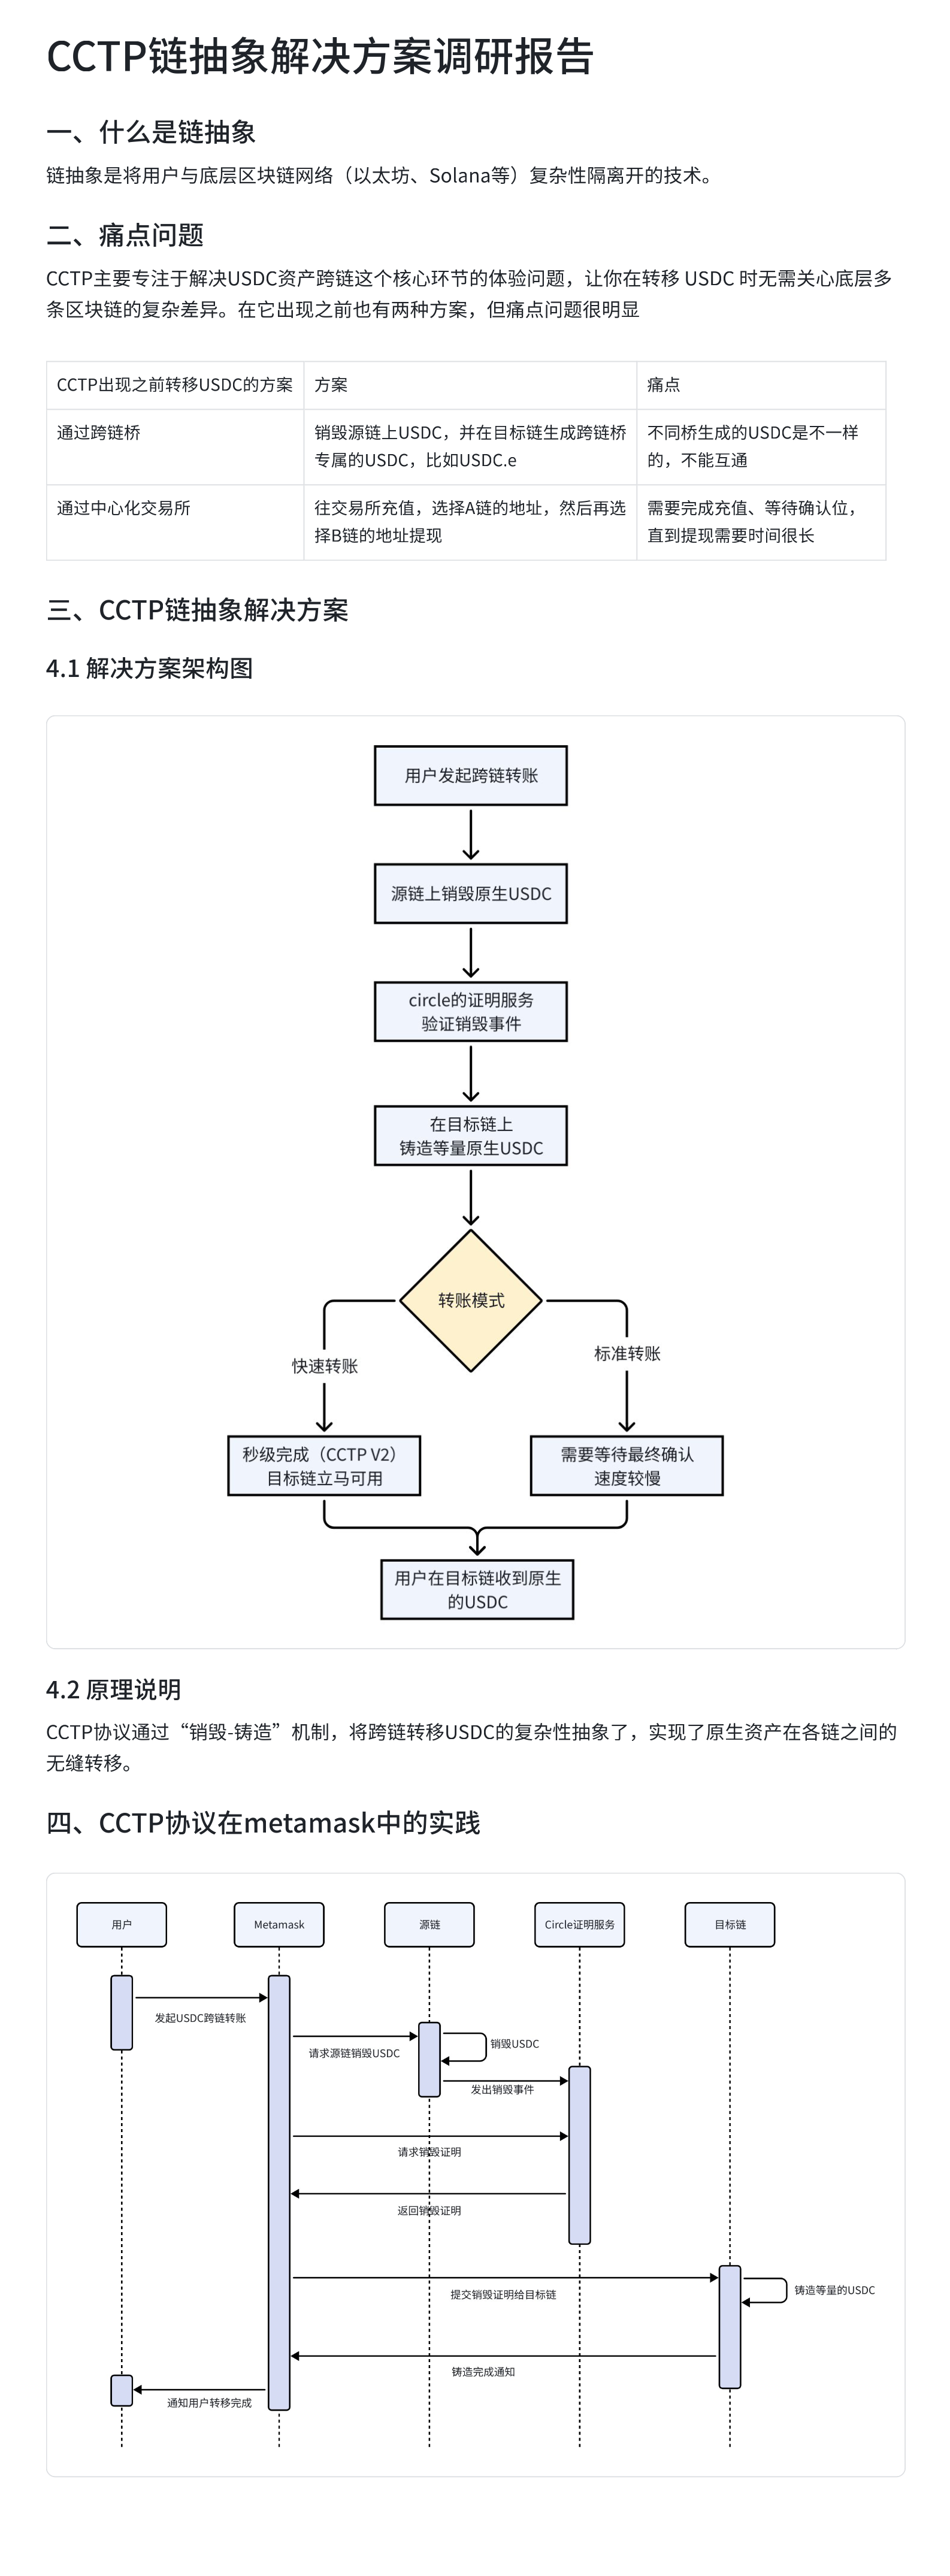 CCTP链抽象解决方案调研报告
一、什么是链抽象
链抽象是将用户与底层区块链网络（以太坊、Solana等）复杂性隔离开的技术。
二、痛点问题
CCTP主要专注于解决USDC资产跨链这个核心环节的体验问题，让你在转移 USDC 时无需关心底层多
条区块链的复杂差异。在它出现之前也有两种方案，但痛点问题很明显
CCTP出现之前转移USDC的方案
方案
痛点
通过跨链桥
销毁源链上USDC，并在目标链生成跨链桥
专属的USDC，比如USDC.e
不同桥生成的USDC是不一样
的，不能互通
通过中心化交易所
往交易所充值，选择A链的地址，然后再选
择B链的地址提现
需要完成充值、等待确认位，
直到提现需要时间很长
三、CCTP链抽象解决方案
4.1 解决方案架构图
用户发起跨链转账
源链上销毁原生USDC
circle的证明服务
验证销毁事件
在目标链上
铸造等量原生USDC
转账模式
快速转账
标准转账
秒级完成（CCTP V2）
目标链立马可用
需要等待最终确认
速度较慢
用户在目标链收到原生
的USDC
4.2 原理说明
CCTP协议通过“销毁-铸造”机制，将跨链转移USDC的复杂性抽象了，实现了原生资产在各链之间的
无缝转移。
四、CCTP协议在metamask中的实践
用户
Metamask
源链
Circle证明服务
目标链
发起USDC跨链转账
请求源链销毁USDC
销毁USDC
发出销毁事件
请求销毁证明
返回销毁证明
提交销毁证明给目标链
铸造等量的USDC
铸造完成通知
通知用户转移完成